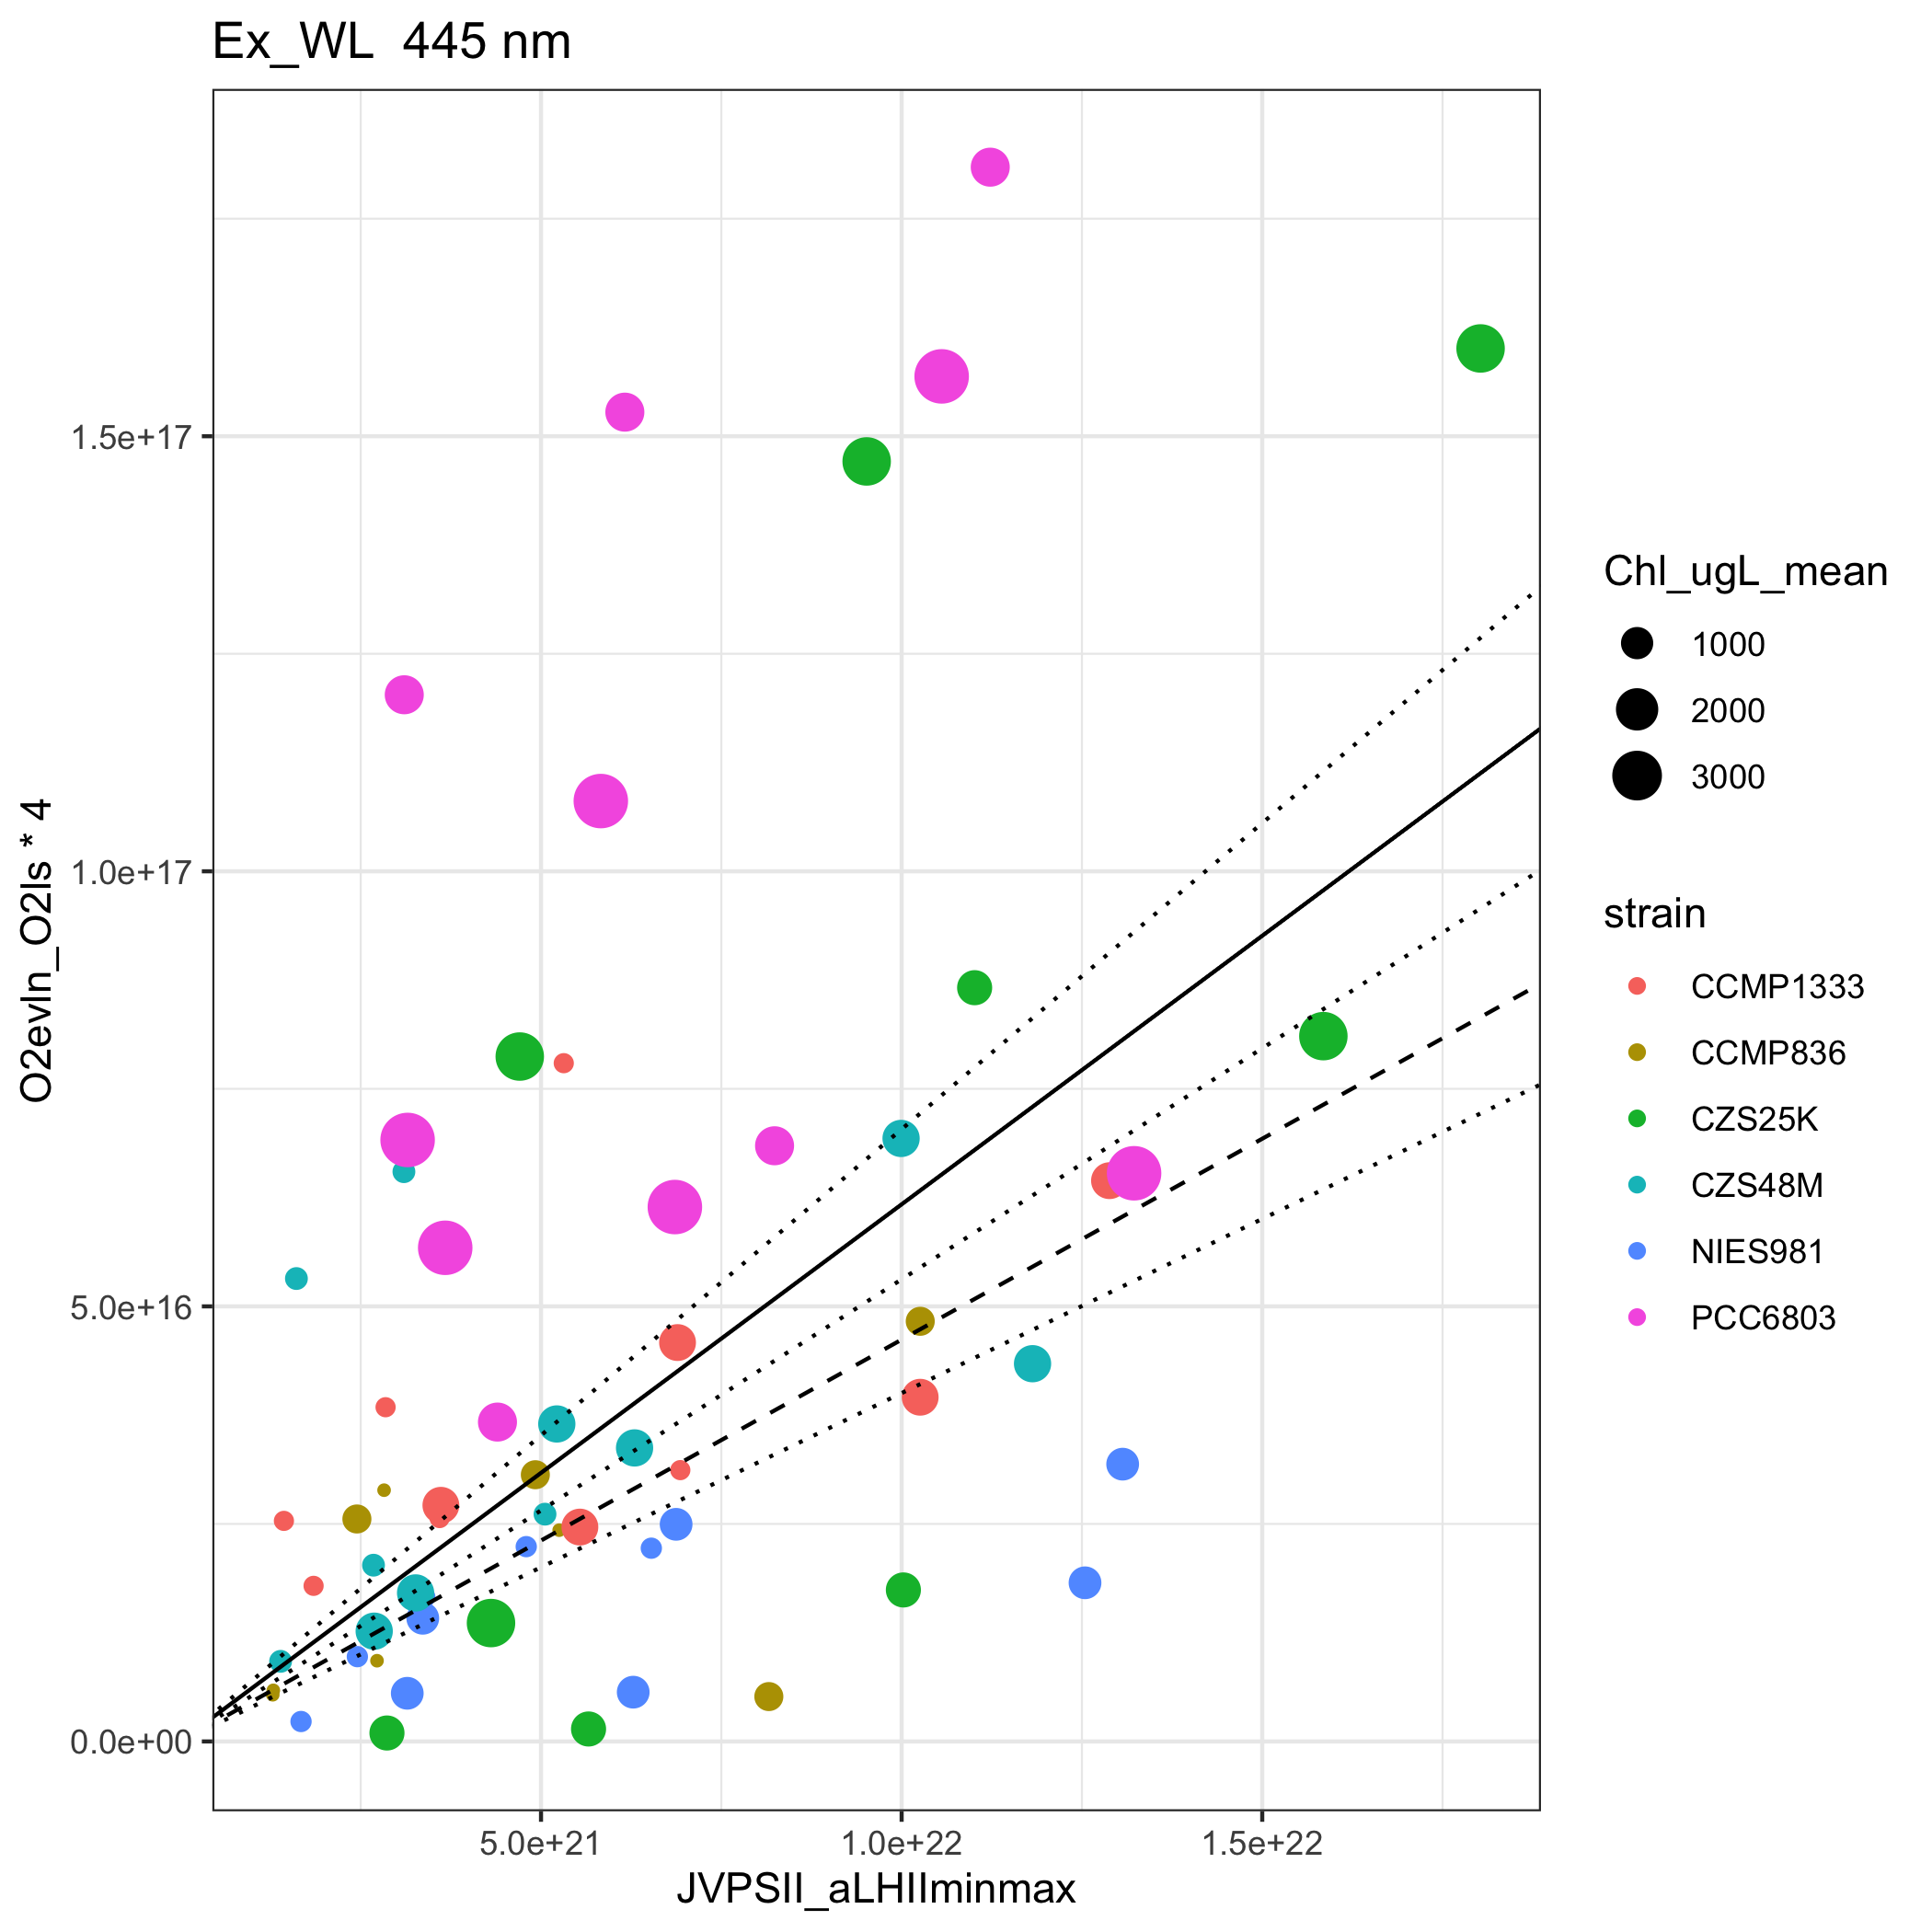 Ex_WL  445 nm
O2evln_O2ls * 4
1.5e+17
1.0e+17
5.0e+16
0.0e+00
5.0e+21
1.0e+22
1.5e+22
JVPSII_aLHIIminmax
Chl_ugL_mean
1000
2000
3000
strain
CCMP1333
CCMP836
CZS25K
CZS48M
NIES981
PCC6803